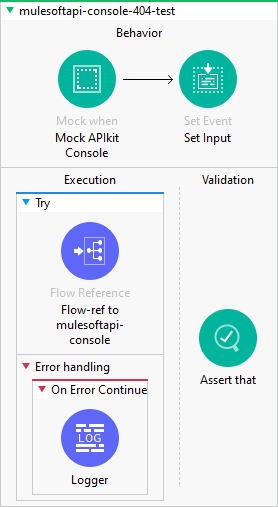 mulesoftapi-console-404-test
Behavior
Mock when
Mock APIkit
Console
Set Event
Set Input
Execution
Validation
Try
Flow Reference
Flow-ref to
mulesoftapi-
console
Assert that
Error handling
On Error Continue
LOG
Logger